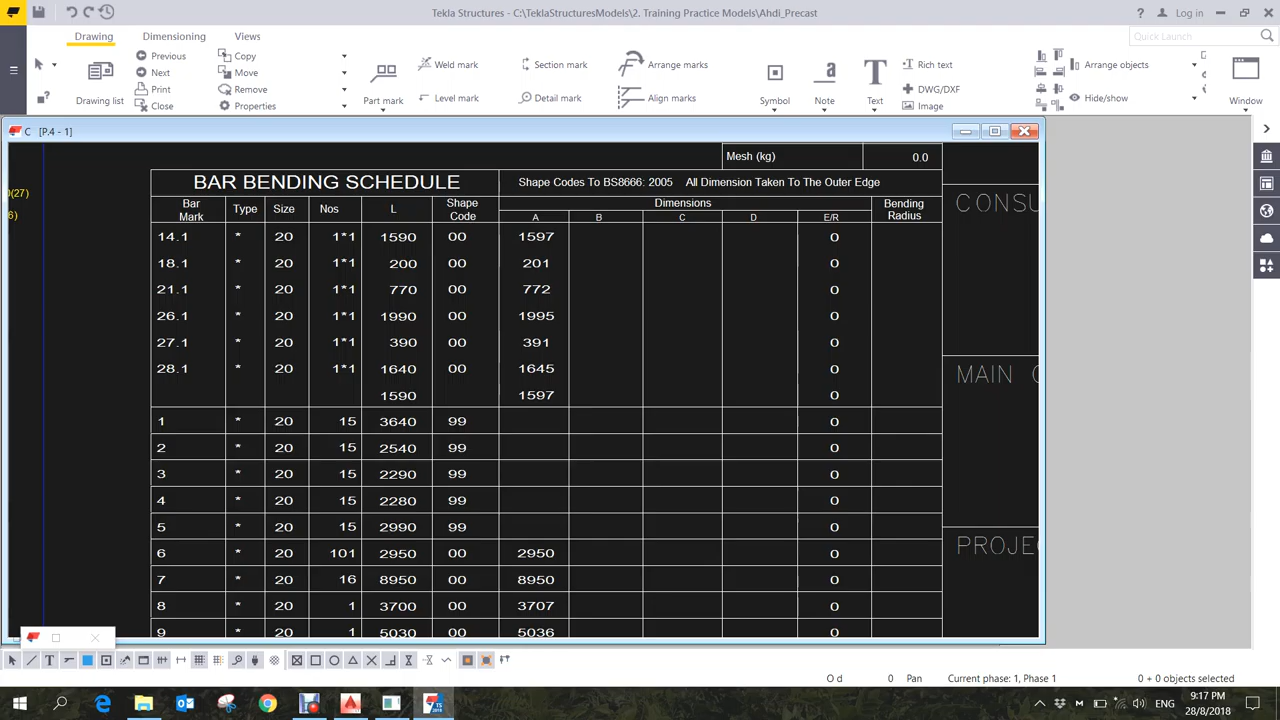 Tekla Structures - C:\TeklaStructuresModels\2. Training Practice Models\Ahdi_Precast
Log in
Drawing Dimensioning Views
Quick Launch
Previous Copy Weld mark Section mark Arrange marks Rich text Arrange objects
Next Move DWG/DXF
Print Remove Level mark Detail mark Align marks Image Hide/show
Close Properties
Drawing list Part mark Symbol Note Text Window
C [P.4 - 1]
Mesh (kg) 0.0
BAR BENDING SCHEDULE Shape Codes To BS8666: 2005 All Dimension Taken To The Outer Edge
Bar Mark Type Size Nos L Shape Code Dimensions Bending Radius
A B C D E/R
14.1 * 20 1*1 1590 00 1597 0
18.1 * 20 1*1 200 00 201 0
21.1 * 20 1*1 770 00 772 0
26.1 * 20 1*1 1990 00 1995 0
27.1 * 20 1*1 390 00 391 0
28.1 * 20 1*1 1640 00 1645 0
1590 1597 0
1 * 20 15 3640 99 0
2 * 20 15 2540 99 0
3 * 20 15 2290 99 0
4 * 20 15 2280 99 0
5 * 20 15 2990 99 0
6 * 20 101 2950 00 2950 0
7 * 20 16 8950 00 8950 0
8 * 20 1 3700 00 3707 0
9 * 20 1 5030 00 5036 0
CONSU
MAIN
PROJE
(27)
6)
O d 0 Pan Current phase: 1, Phase 1 0 + 0 objects selected
ENG 9:17 PM
28/8/2018